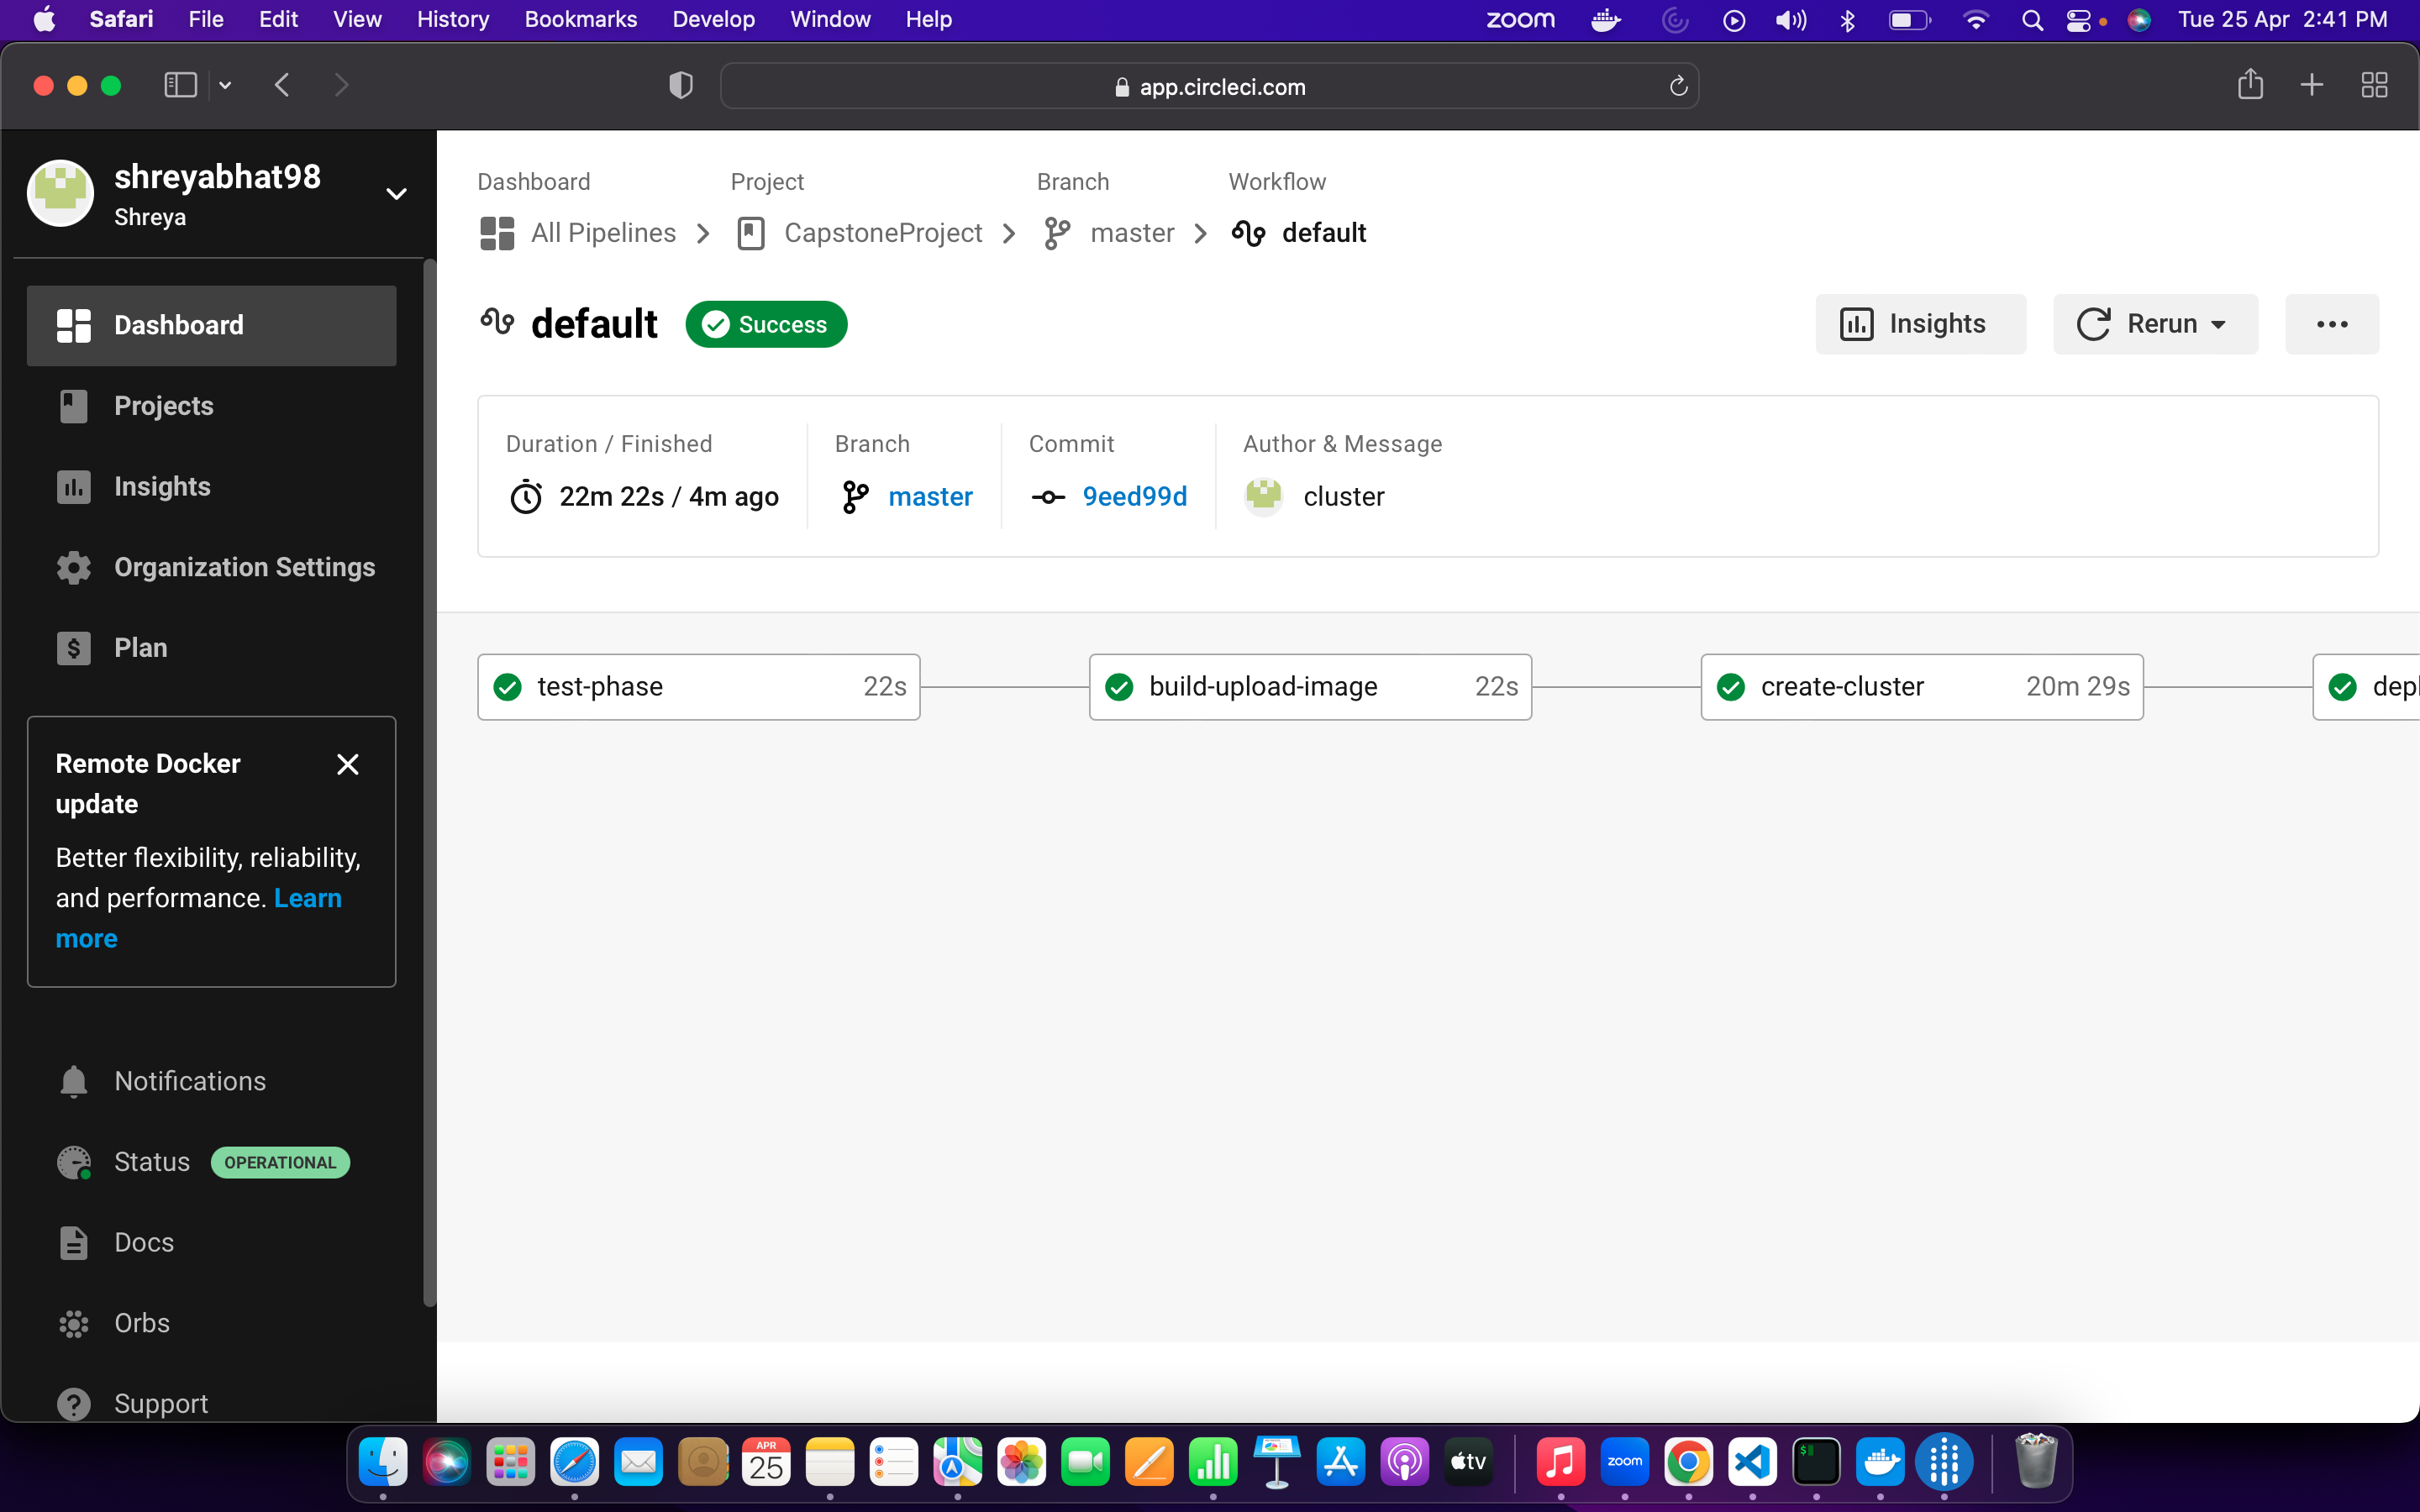 Safari File Edit View History Bookmarks Develop Window Help zoom Tue 25 Apr 2:41 PM
app.circleci.com
shreyabhat98
Shreya
Dashboard
Projects
Insights
Organization Settings
Plan
Remote Docker
update
Better flexibility, reliability,
and performance. Learn
more
Notifications
Status OPERATIONAL
Docs
Orbs
Support
Dashboard Project Branch Workflow
All Pipelines CapstoneProject master default
default Success Insights Rerun
Duration / Finished Branch Commit Author & Message
22m 22s / 4m ago master 9eed99d cluster
test-phase 22s build-upload-image 22s create-cluster 20m 29s depl
APR
25
tv
zoom